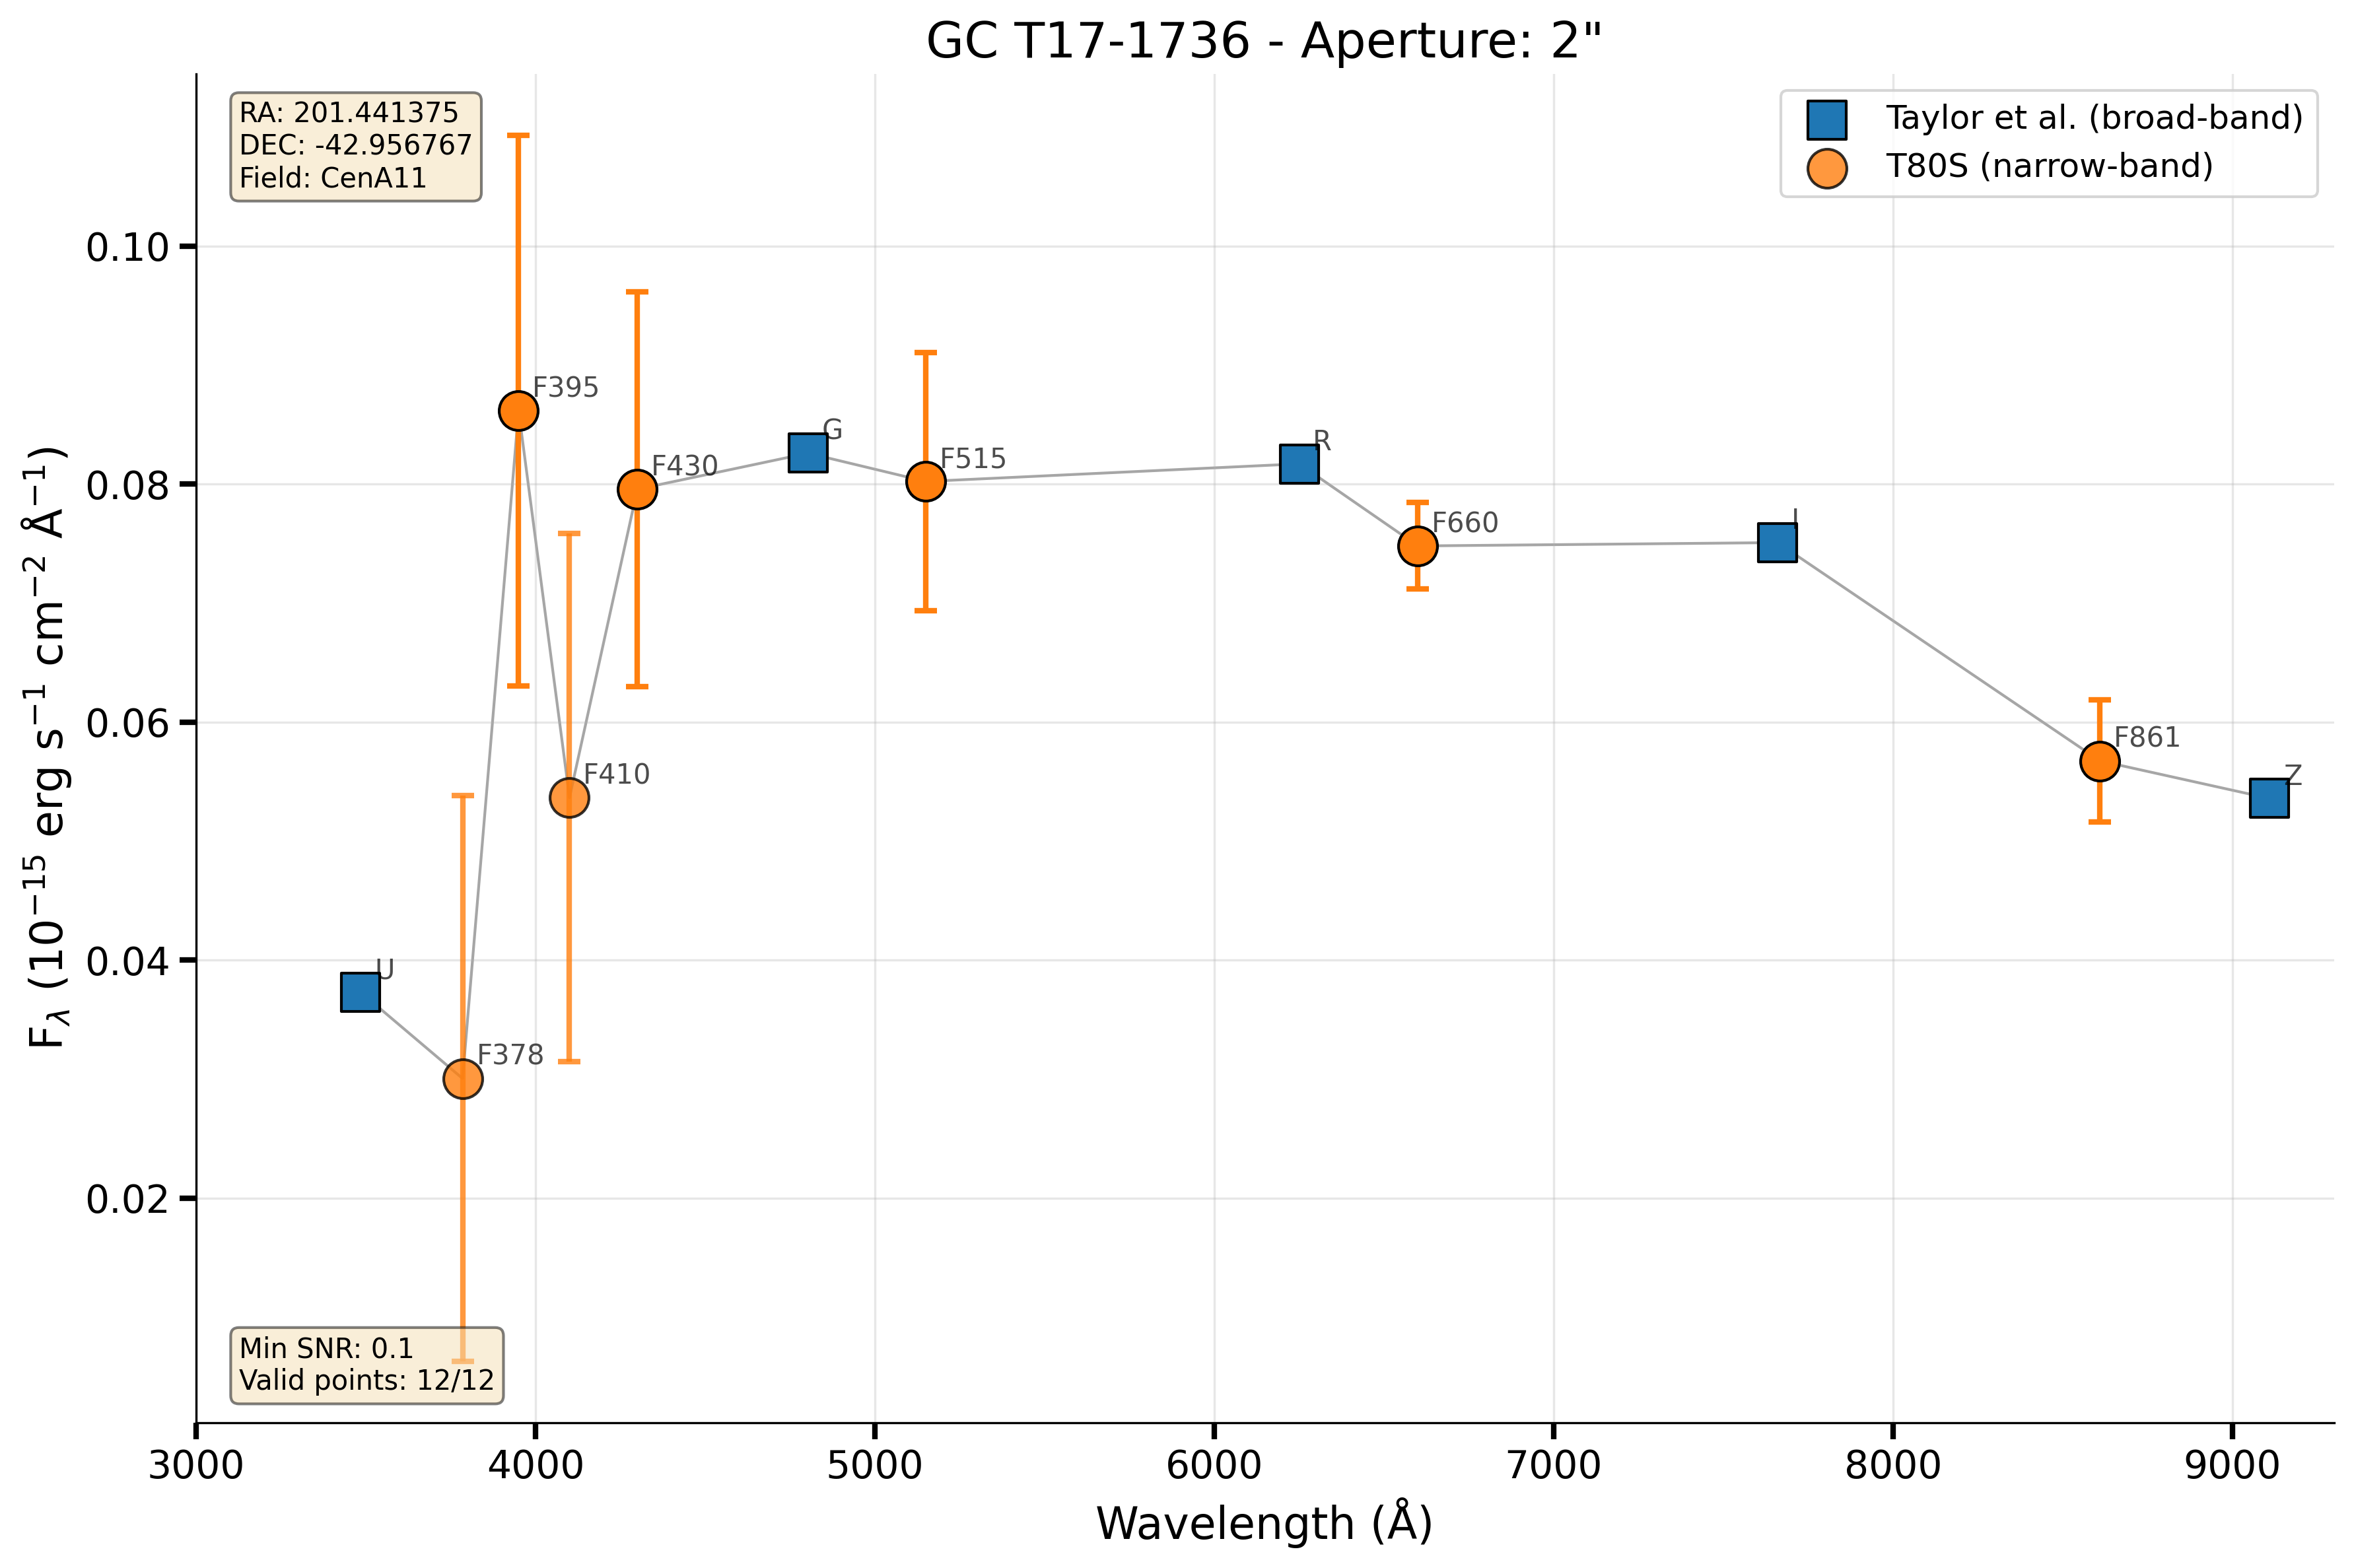 GC T17-1736 - Aperture: 2"
RA: 201.441375
DEC: -42.956767
Field: CenA11
Taylor et al. (broad-band)
T80S (narrow-band)
F395
G
F430
F515
R
F660
I
F410
F861
Z
U
F378
Min SNR: 0.1
Valid points: 12/12
0.10
0.08
0.06
0.04
0.02
F$_λ$ (10$^{−15}$ erg s$^{−1}$ cm$^{−2}$ Å$^{−1}$)
3000 4000 5000 6000 7000 8000 9000
Wavelength (Å)